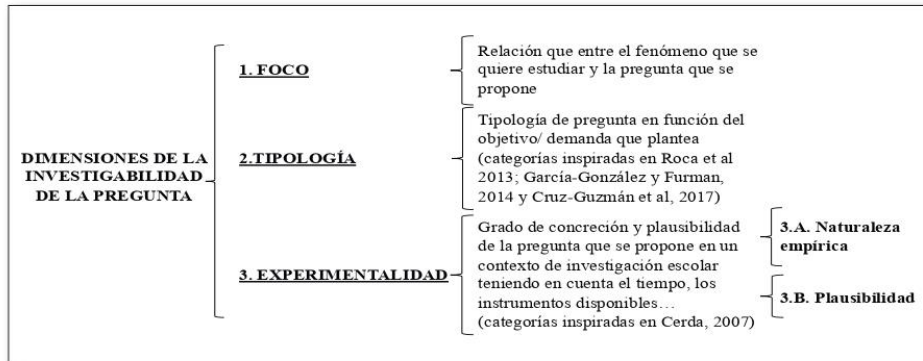 DIMENSIONES DE LA
INVESTIGABILIDAD
DE LA PREGUNTA
1. FOCO
Relación que entre el fenómeno que se
quiere estudiar y la pregunta que se
propone
2.TIPOLOGÍA
Tipología de pregunta en función del
objetivo/ demanda que plantea
(categorías inspiradas en Roca et al
2013; García-González y Furman,
2014 y Cruz-Guzmán et al, 2017)
3. EXPERIMENTALIDAD
Grado de concreción y plausibilidad
de la pregunta que se propone en un
contexto de investigación escolar
teniendo en cuenta el tiempo, los
instrumentos disponibles…
(categorías inspiradas en Cerda, 2007)
3.A. Naturaleza
empírica
3.B. Plausibilidad